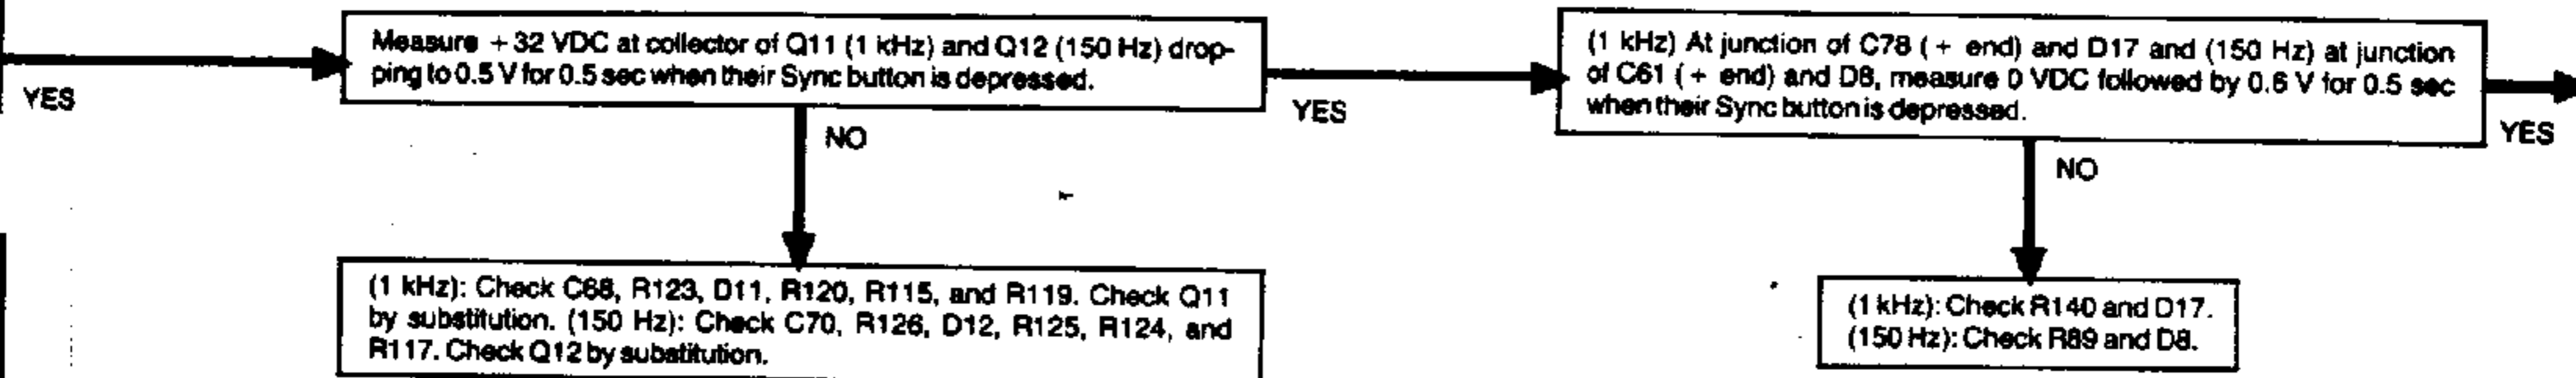 YES
Measure +32 VDC at collector of Q11 (1 kHz) and Q12 (150 Hz) drop-
ping to 0.5 V for 0.5 sec when their Sync button is depressed.
YES
NO
(1 kHz) At junction of C78 (+ end) and D17 and (150 Hz) at junction
of C61 (+ end) and D8, measure 0 VDC followed by 0.6 V for 0.5 sec
when their Sync button is depressed.
YES
NO
(1 kHz): Check C68, R123, D11, R120, R115, and R119. Check Q11
by substitution. (150 Hz): Check C70, R126, D12, R125, R124, and
R117. Check Q12 by substitution.
(1 kHz): Check R140 and D17.
(150 Hz): Check R89 and D8.